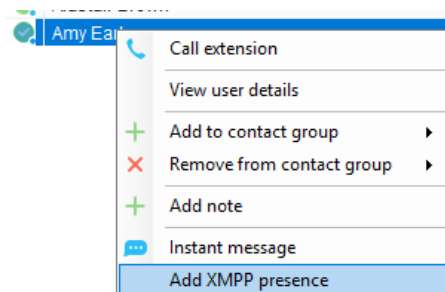 Amy Ea
Call extension
View user details
Add to contact group
Remove from contact group
Add note
Instant message
Add XMPP presence